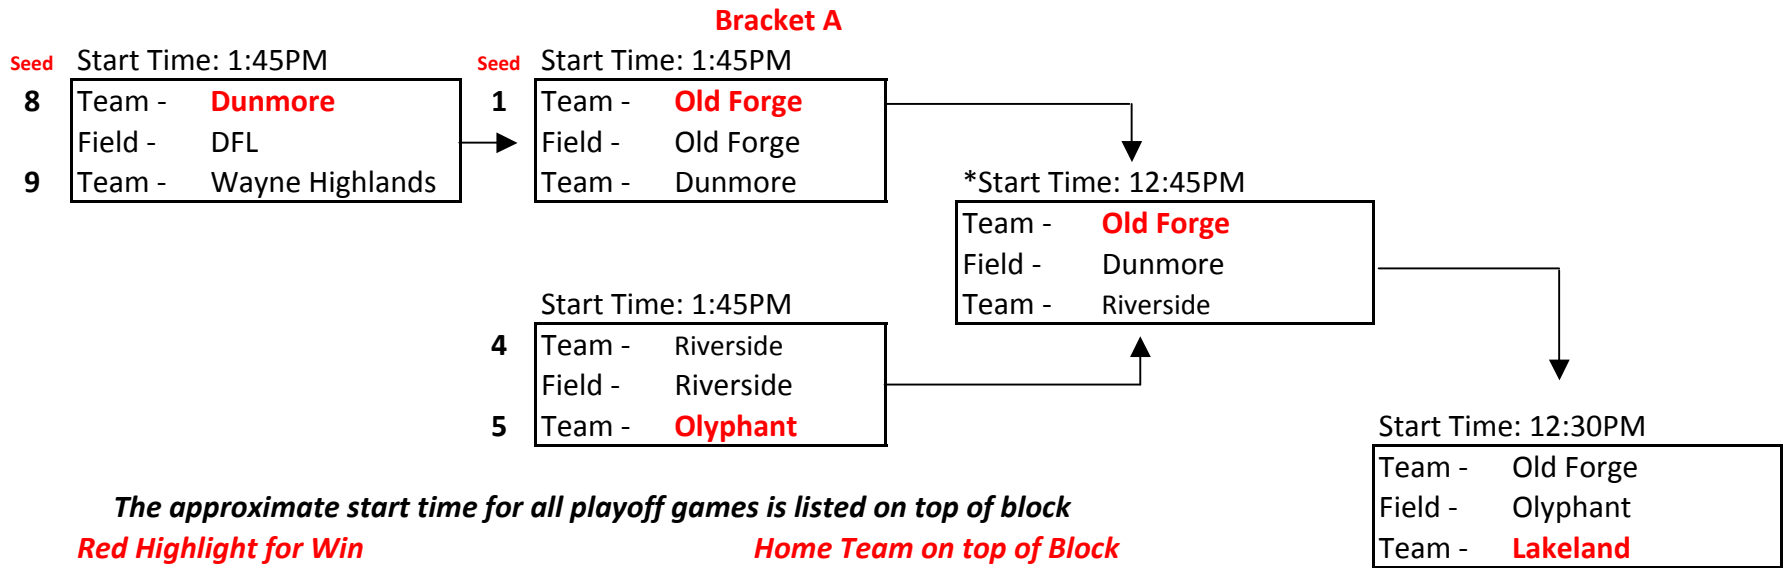 Bracket A
Seed Start Time: 1:45PM
8 Team - Dunmore
Field - DFL
9 Team - Wayne Highlands
Seed Start Time: 1:45PM
1 Team - Old Forge
Field - Old Forge
Team - Dunmore
*Start Time: 12:45PM
Team - Old Forge
Field - Dunmore
Team - Riverside
Start Time: 1:45PM
4 Team - Riverside
Field - Riverside
5 Team - Olyphant
Start Time: 12:30PM
Team - Old Forge
Field - Olyphant
Team - Lakeland
The approximate start time for all playoff games is listed on top of block
Red Highlight for Win
Home Team on top of Block